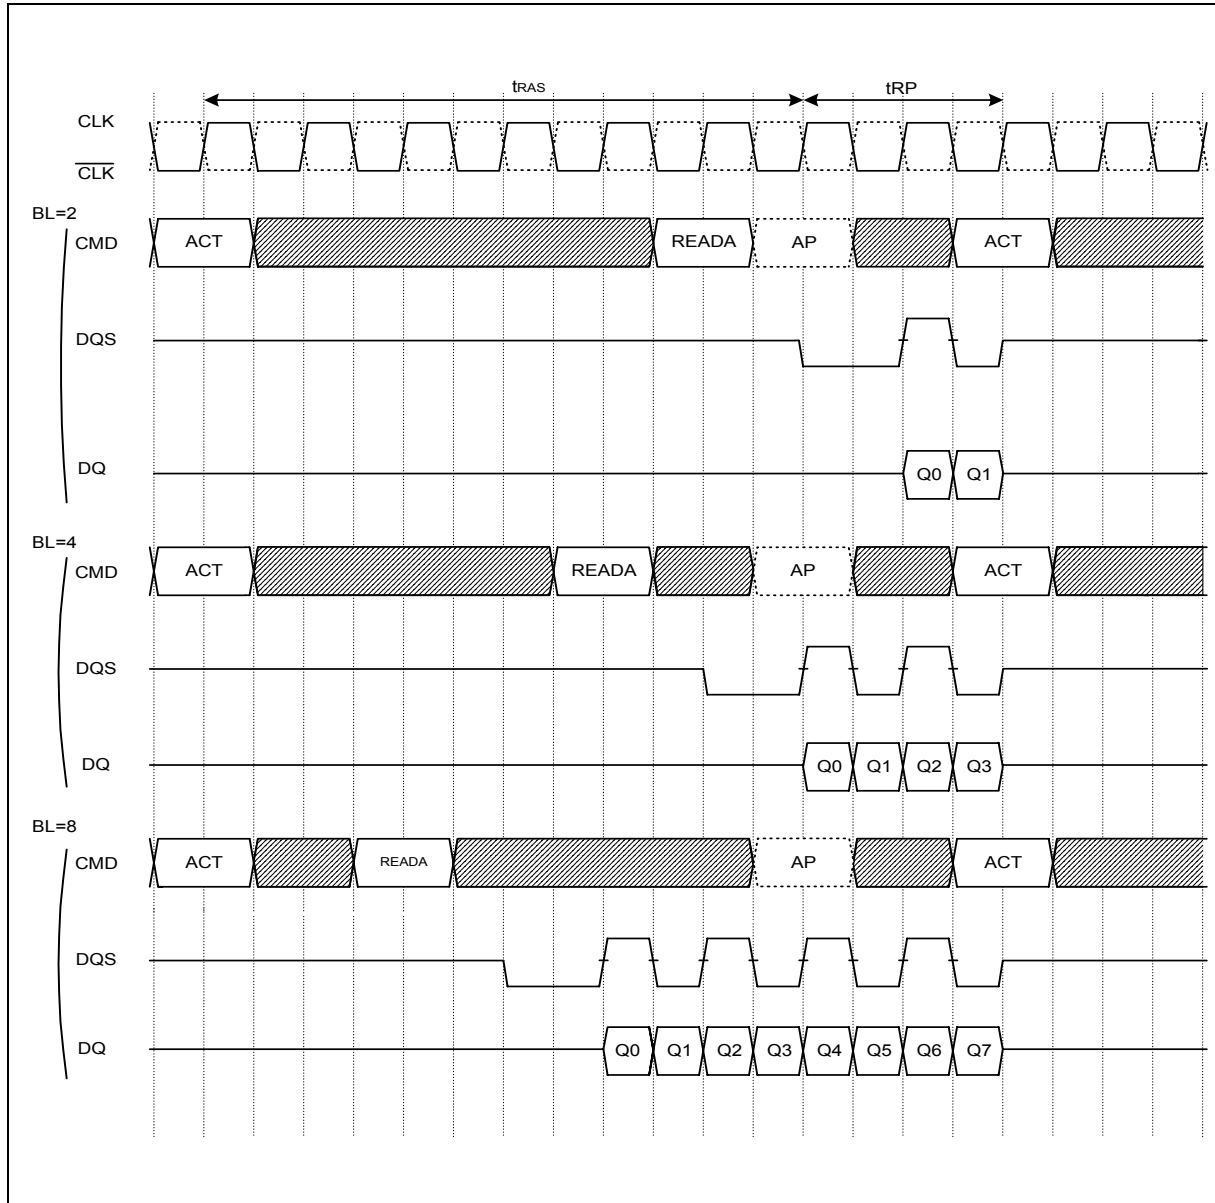 tRAS tRP
CLK
CLK
BL=2
CMD ACT READA AP ACT
DQS
DQ Q0 Q1
BL=4
CMD ACT READA AP ACT
DQS
DQ Q0 Q1 Q2 Q3
BL=8
CMD ACT READA AP ACT
DQS
DQ Q0 Q1 Q2 Q3 Q4 Q5 Q6 Q7